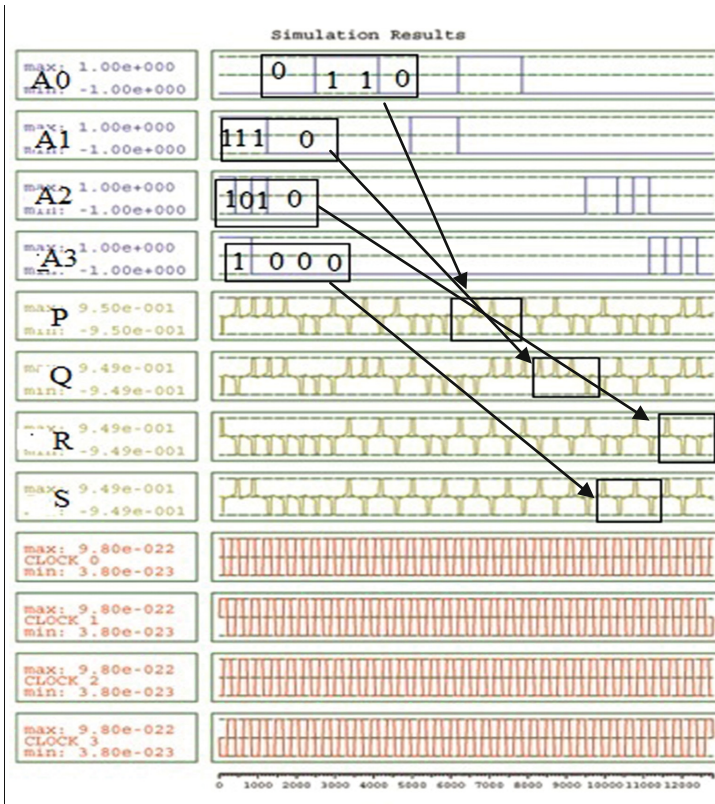 Simulation Results
max: 1.00e+000
A0
min: -1.00e+000
0 1 1 0
max: 1.00e+000
A1
min: -1.00e+000
111 0
max: 1.00e+000
A2
min: -1.00e+000
101 0
max: 1.00e+000
A3
min: -1.00e+000
1 0 0 0
max: 9.50e-001
P
min: -9.50e-001
9.49e-001
Q
min: -9.49e-001
9.49e-001
R
-9.49e-001
max: 9.49e-001
S
-9.49e-001
max: 9.80e-022
CLOCK 0
min: 3.80e-023
max: 9.80e-022
CLOCK 1
min: 3.80e-023
max: 9.80e-022
CLOCK 2
min: 3.80e-023
max: 9.80e-022
CLOCK 3
min: 3.80e-023
0 1000 2000 3000 4000 5000 6000 7000 8000 9000 10000 11000 12000